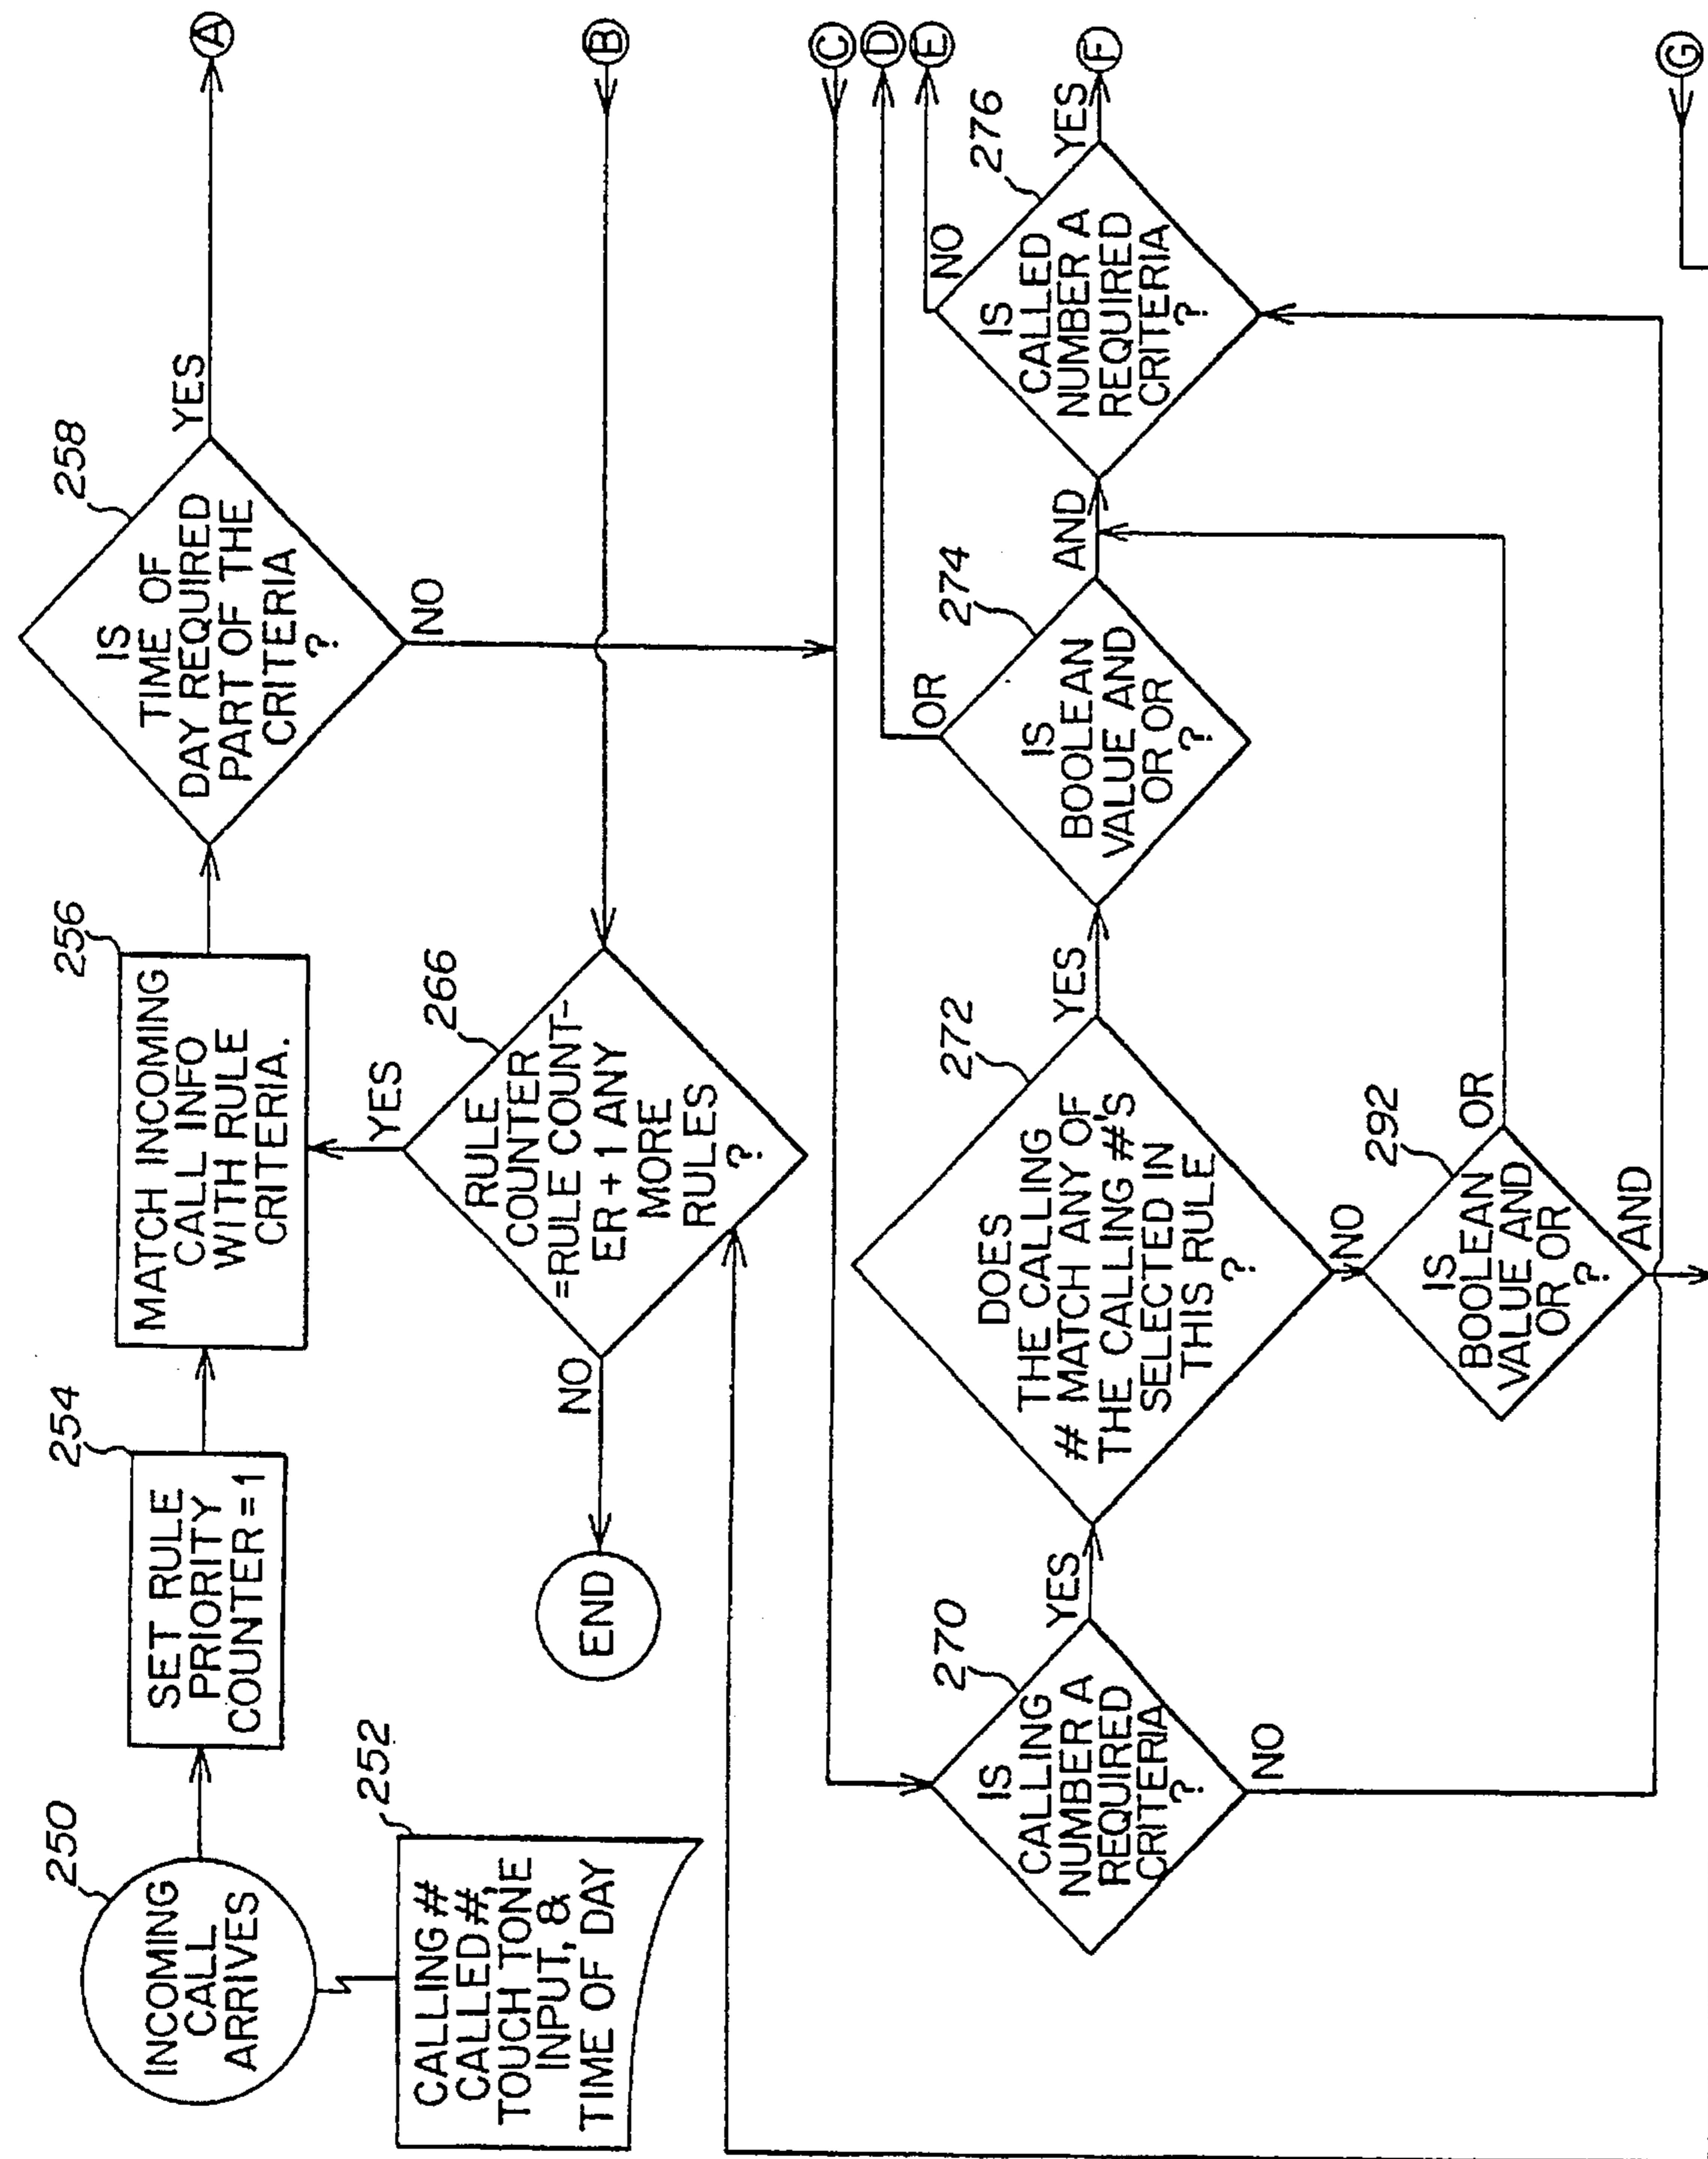 250
INCOMING
CALL
ARRIVES
252
CALLING #
CALLED #,
TOUCH TONE
INPUT, &
TIME OF DAY
254
SET RULE
PRIORITY
COUNTER = 1
256
MATCH INCOMING
CALL INFO
WITH RULE
CRITERIA.
258
IS
TIME OF
DAY REQUIRED
PART OF THE
CRITERIA
?
YES
A
NO
END
NO
266
RULE
COUNTER
=RULE COUNT-
ER + 1 ANY
MORE
RULES
?
YES
B
C
D
E
270
IS
CALLING
NUMBER A
REQUIRED
CRITERIA
?
YES
NO
272
DOES
THE CALLING
# MATCH ANY OF
THE CALLING #'S
SELECTED IN
THIS RULE
?
YES
NO
274
IS
BOOLEAN
VALUE AND
OR OR
?
OR
AND
276
IS
CALLED
NUMBER A
REQUIRED
CRITERIA
?
NO
YES
F
292
IS
BOOLEAN
VALUE AND
OR OR
?
OR
AND
G